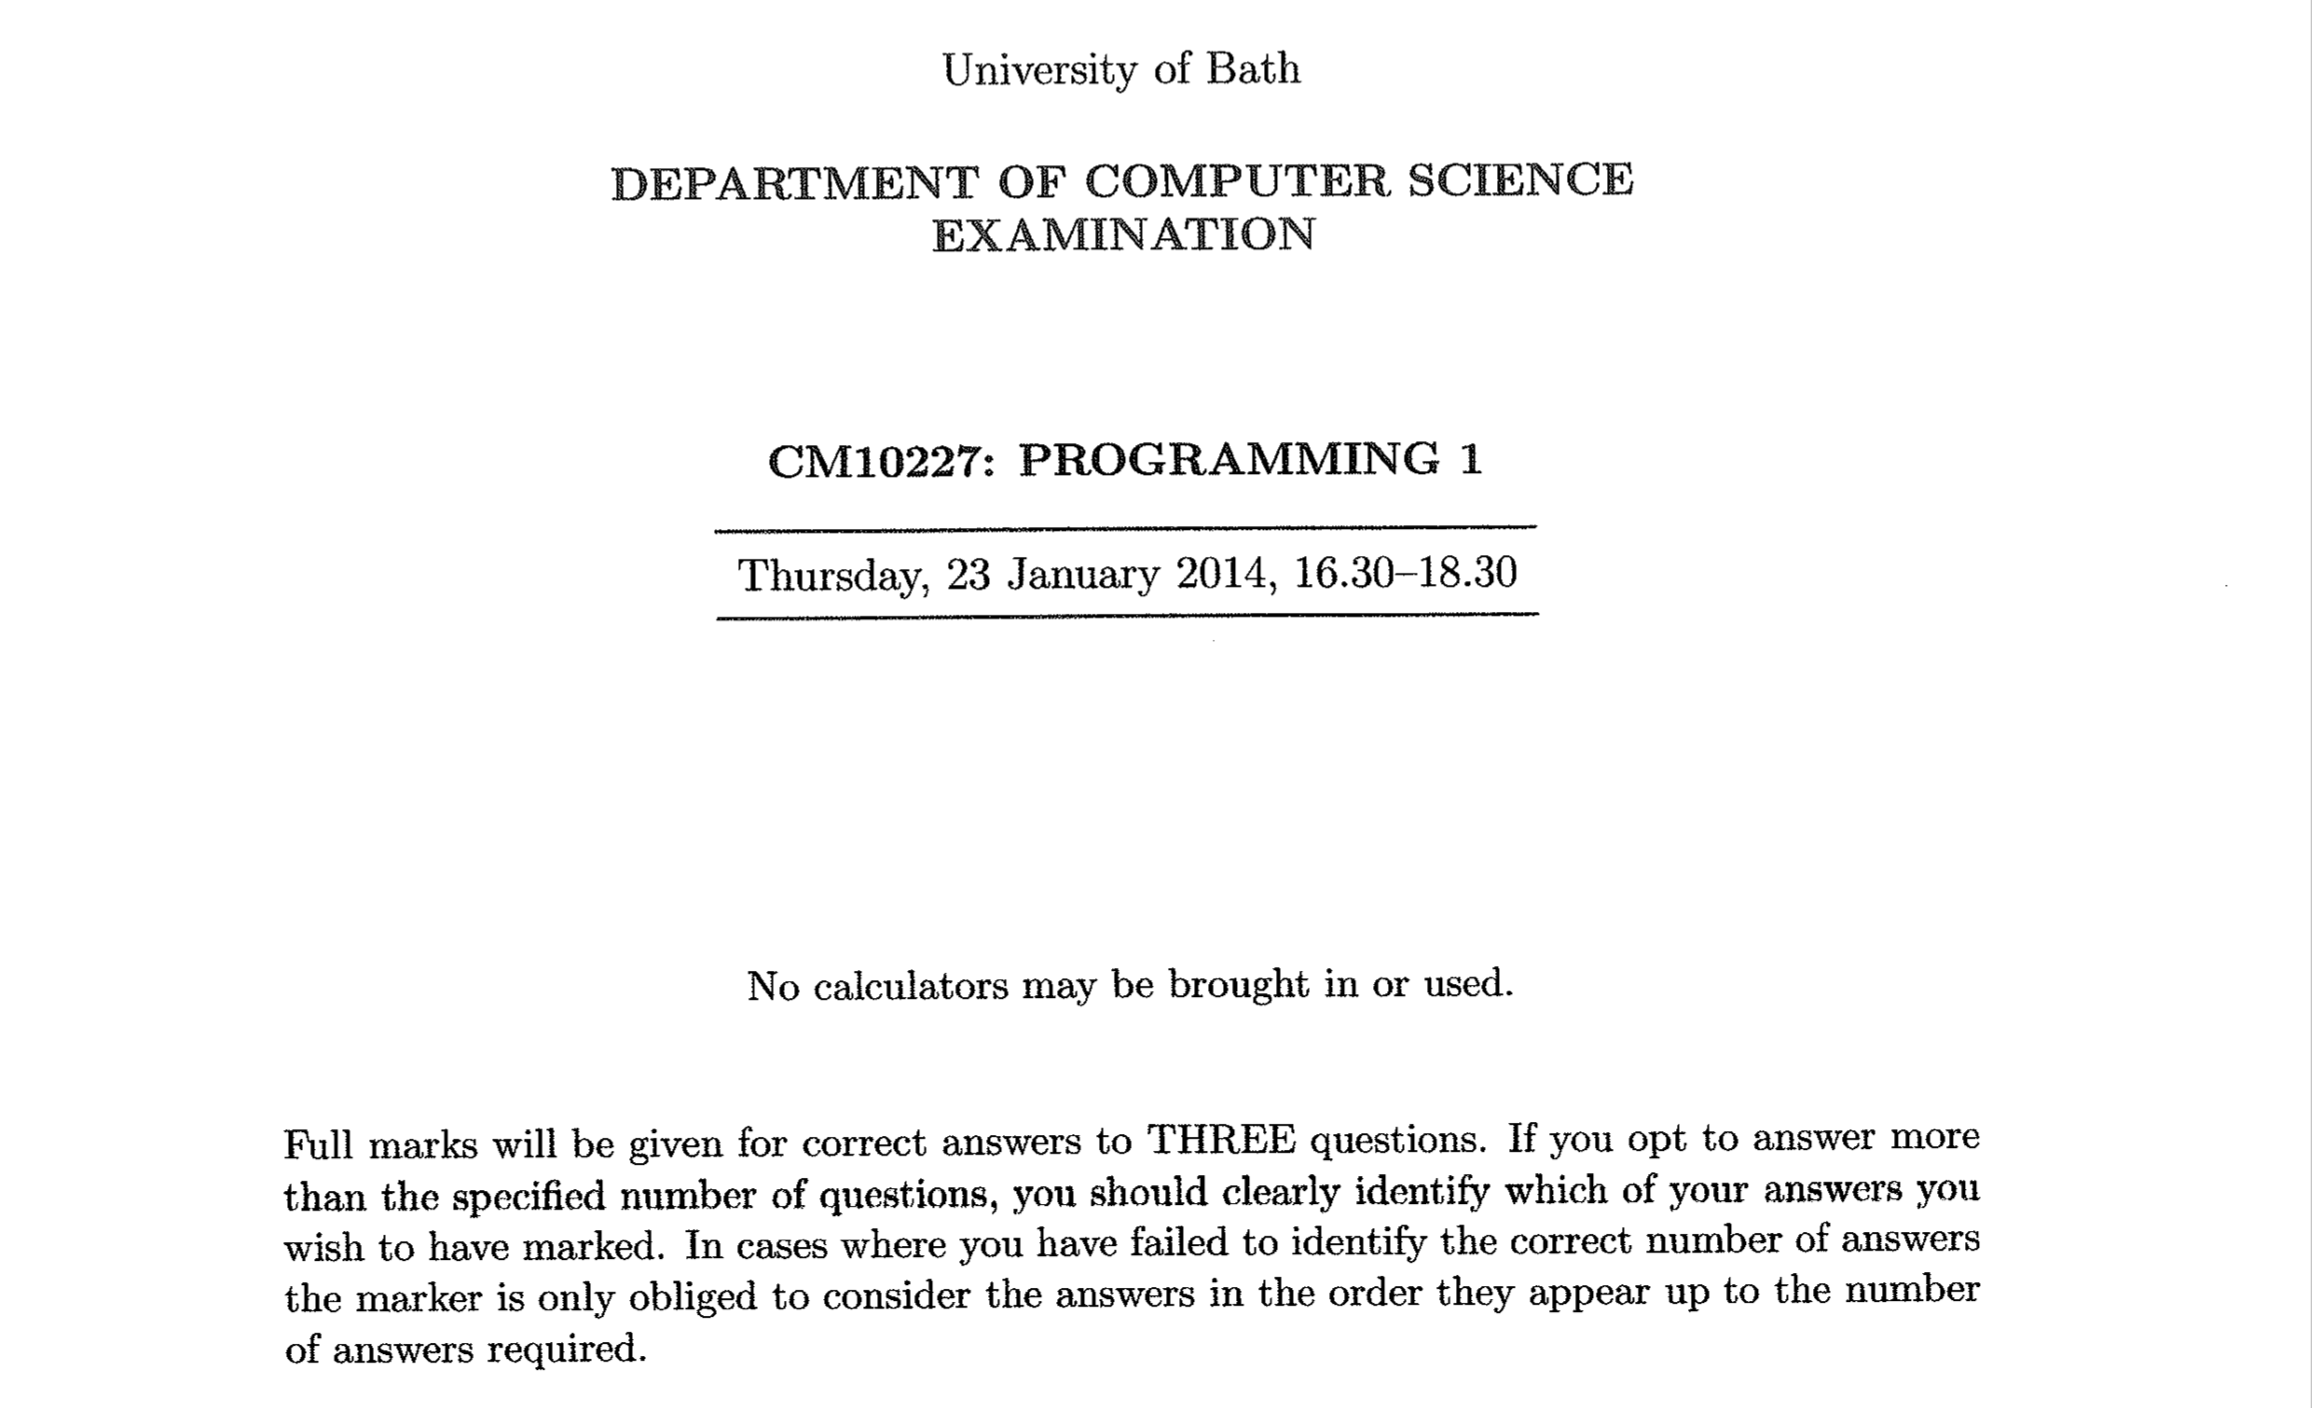 University of Bath
DEPARTMENT OF COMPUTER SCIENCE
EXAMINATION
CM10227: PROGRAMMING 1
Thursday, 23 January 2014, 16.30–18.30
No calculators may be brought in or used.
Full marks will be given for correct answers to THREE questions. If you opt to answer more
than the specified number of questions, you should clearly identify which of your answers you
wish to have marked. In cases where you have failed to identify the correct number of answers
the marker is only obliged to consider the answers in the order they appear up to the number
of answers required.